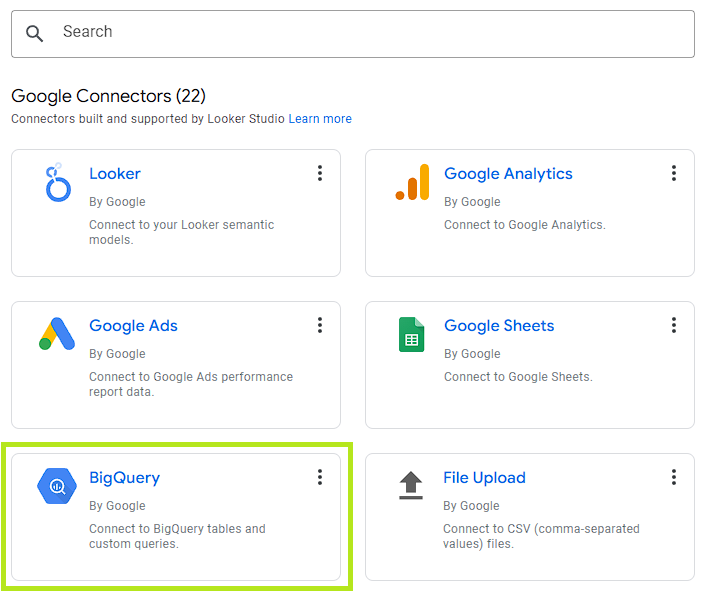 Search
Google Connectors (22)
Connectors built and supported by Looker Studio Learn more
Looker
By Google
Connect to your Looker semantic
models.
Google Analytics
By Google
Connect to Google Analytics.
Google Ads
By Google
Connect to Google Ads performance
report data.
Google Sheets
By Google
Connect to Google Sheets.
BigQuery
By Google
Connect to BigQuery tables and
custom queries.
File Upload
By Google
Connect to CSV (comma-separated
values) files.